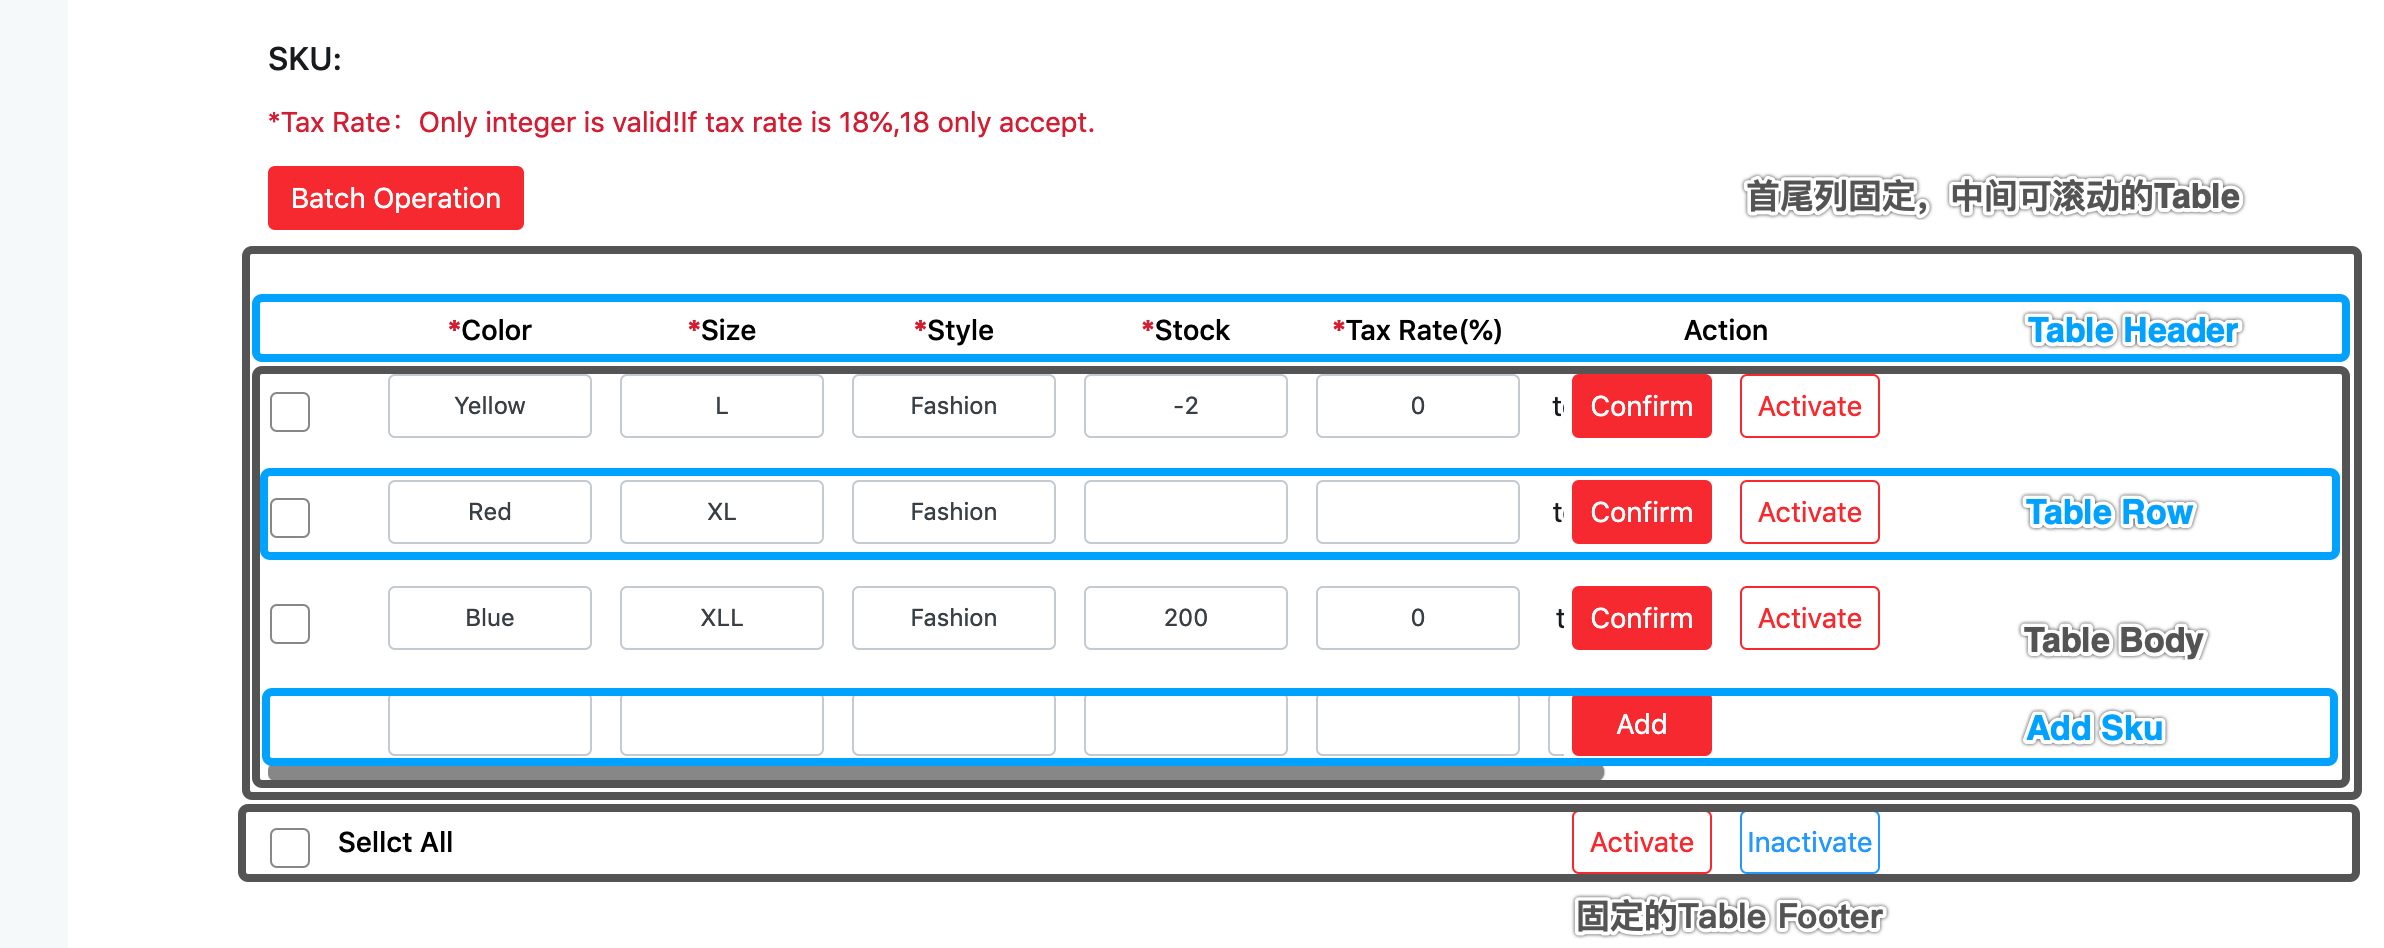 SKU:
*Tax Rate：Only integer is valid!If tax rate is 18%,18 only accept.
Batch Operation
首尾列固定，中间可滚动的Table
*Color *Size *Style *Stock *Tax Rate(%) Action Table Header
Yellow L Fashion -2 0 Confirm Activate
Red XL Fashion Confirm Activate Table Row
Blue XLL Fashion 200 0 Confirm Activate
Table Body
Add Add Sku
Sellct All Activate Inactivate
固定的Table Footer